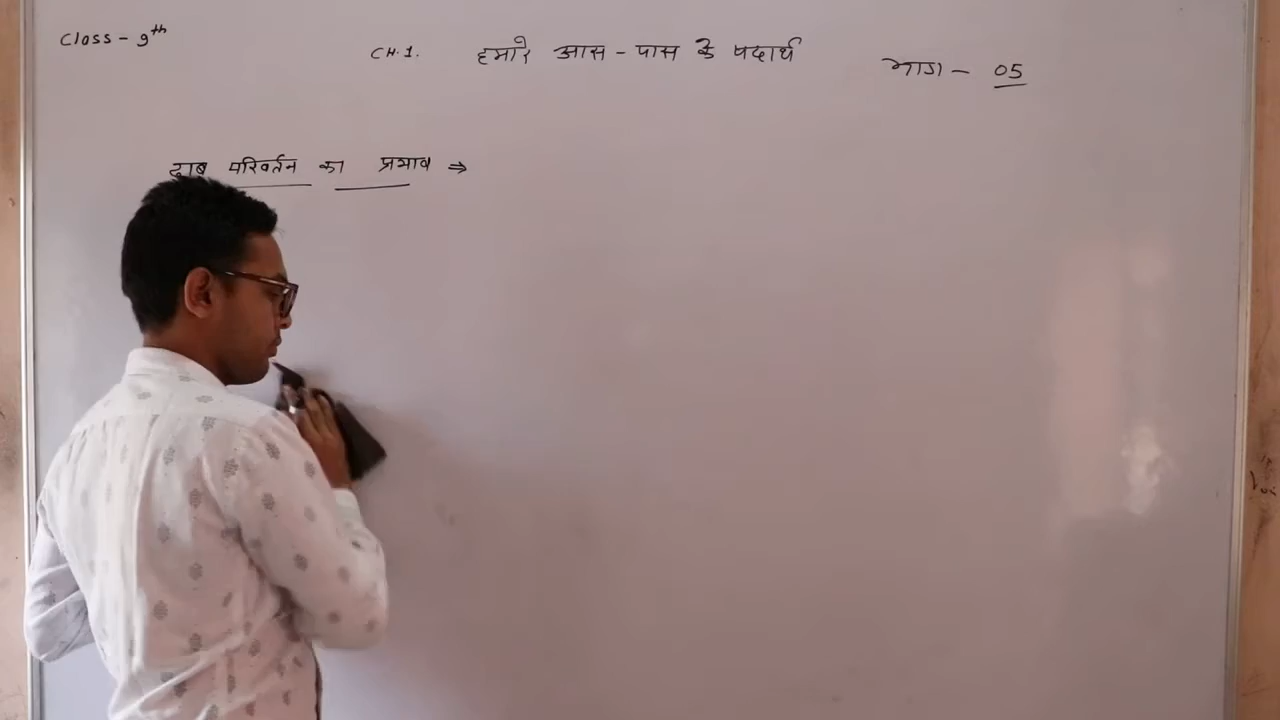 Class - 9th
CH.1. हमारे आस - पास के पदार्थ
भाग - 05
दाब परिवर्तन का प्रभाव ⇒